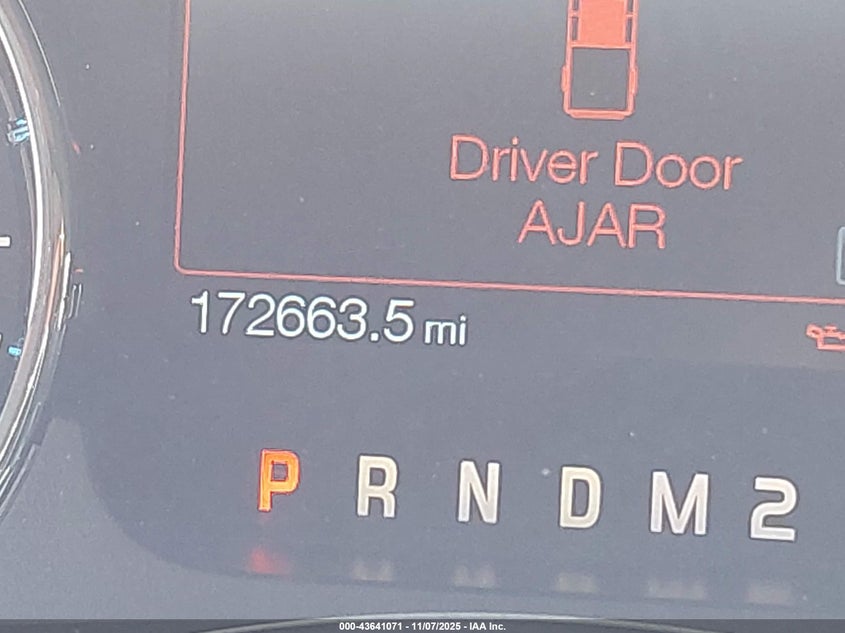 Driver Door
AJAR
172663.5 mi
P R N D M 2
000-43641071 - 11/07/2025 - IAA Inc.